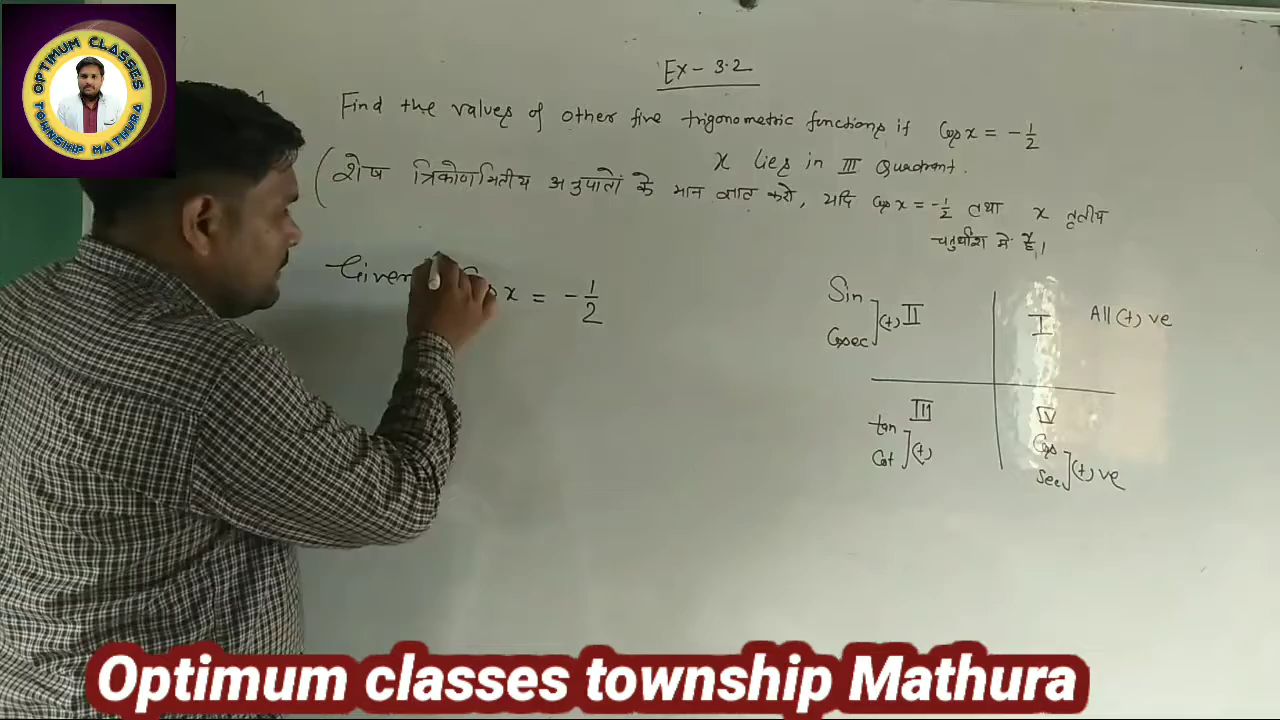 OPTIMUM CLASSES
TOWNSHIP MATHURA
Ex - 3.2
Find the values of other five trigonometric functions if Cos x = -1/2
x lies in III Quadrant.
(शेष त्रिकोणमितीय अनुपातों के मान ज्ञात करो, यदि Cos x = -1/2 तथा x तृतीय
चतुर्थांश में है।
Given Cos x = -1/2
Sin
Cosec ](+) II
I All (+) ve
III
tan
Cot ](+)
IV
Cos
Sec ](+) ve
Optimum classes township Mathura